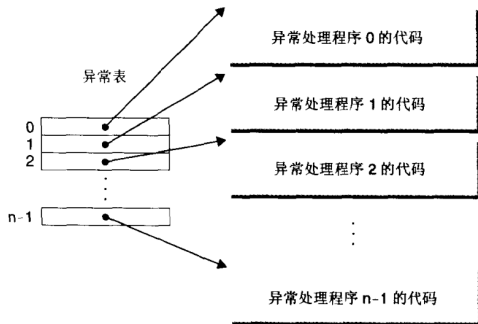 异常表
0
1
2
n-1
异常处理程序 0 的代码
异常处理程序 1 的代码
异常处理程序 2 的代码
异常处理程序 n-1 的代码